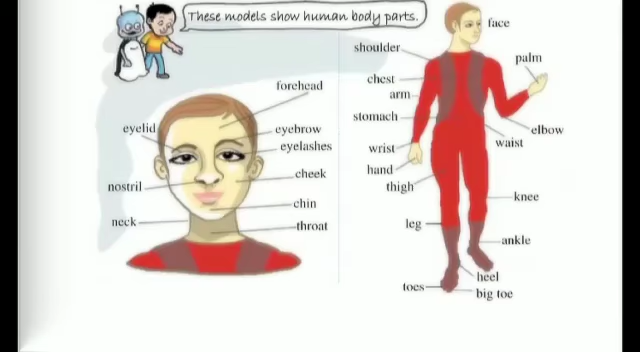 These models show human body parts.
forehead
eyelid
eyebrow
eyelashes
cheek
nostril
chin
neck
throat
face
shoulder
palm
chest
arm
stomach
elbow
waist
wrist
hand
thigh
knee
leg
ankle
heel
toes
big toe